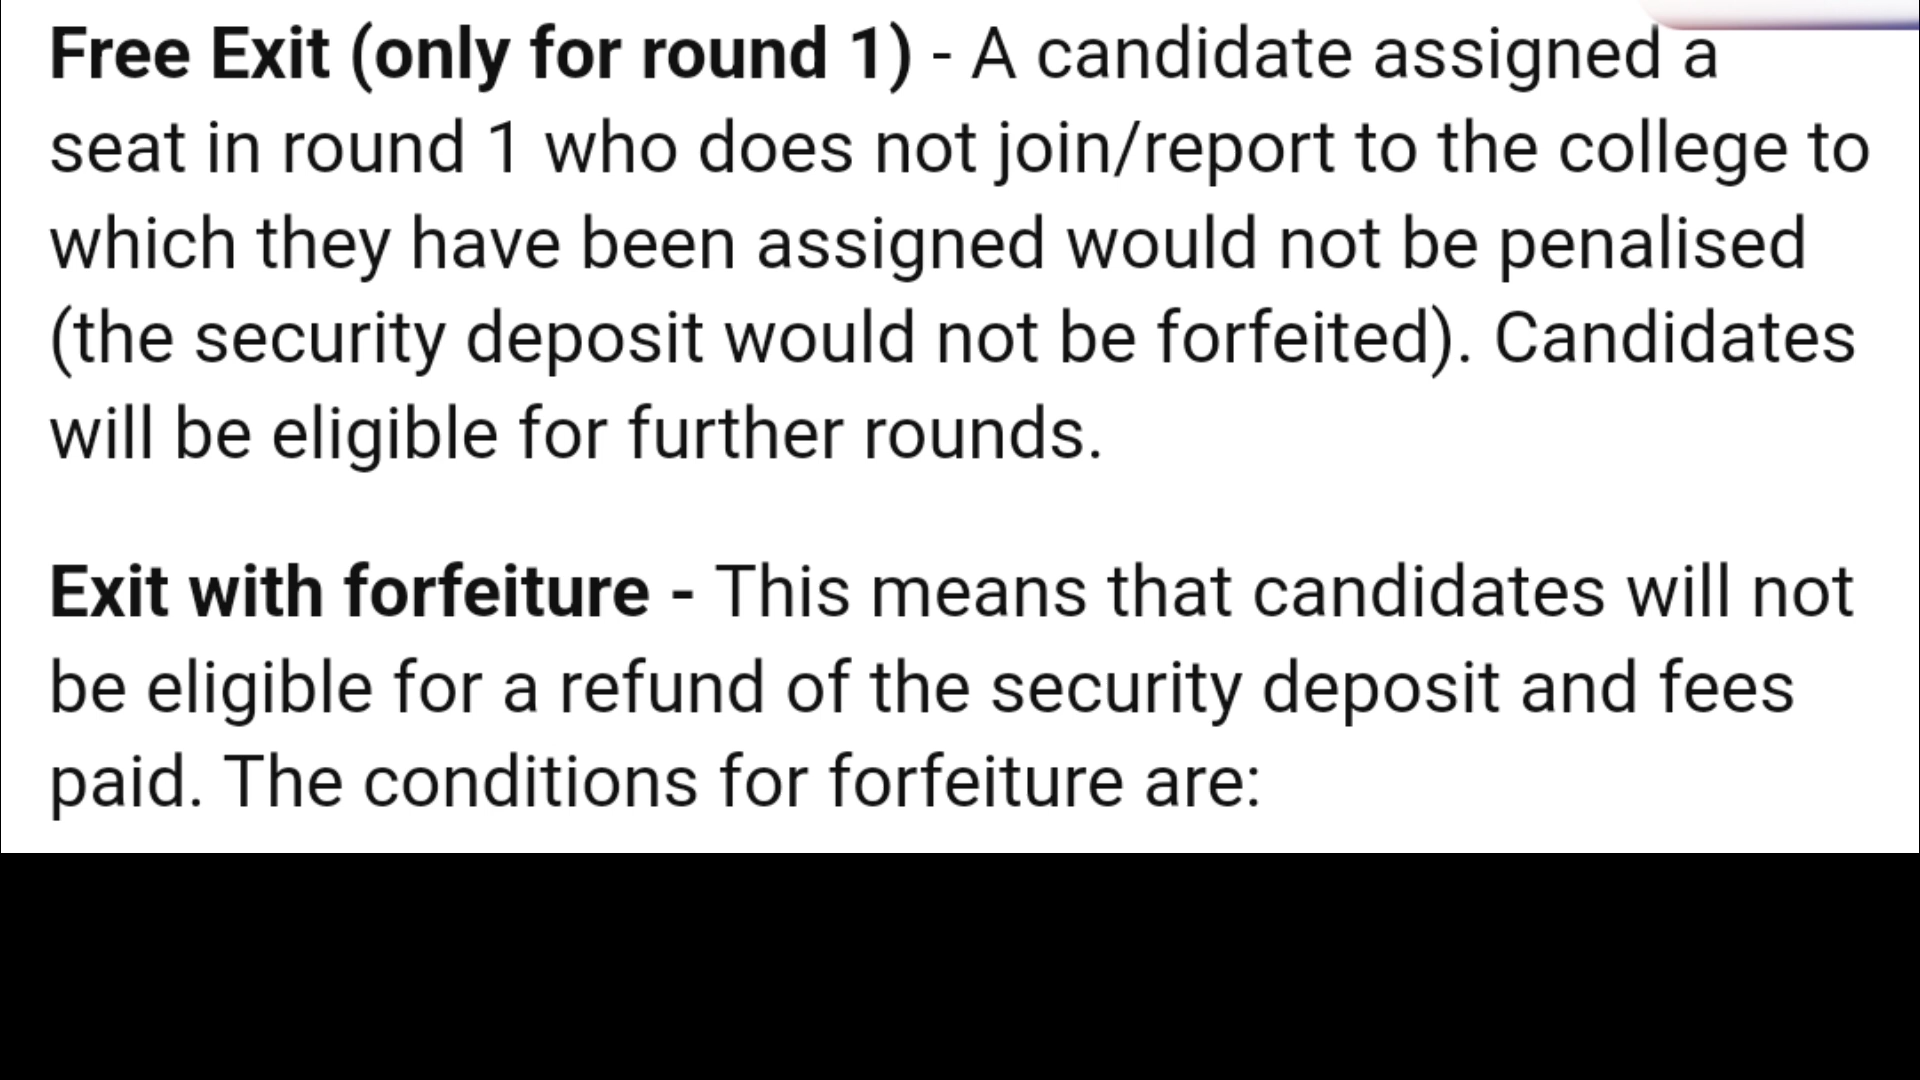 Free Exit (only for round 1) - A candidate assigned a
seat in round 1 who does not join/report to the college to
which they have been assigned would not be penalised
(the security deposit would not be forfeited). Candidates
will be eligible for further rounds.
Exit with forfeiture - This means that candidates will not
be eligible for a refund of the security deposit and fees
paid. The conditions for forfeiture are: